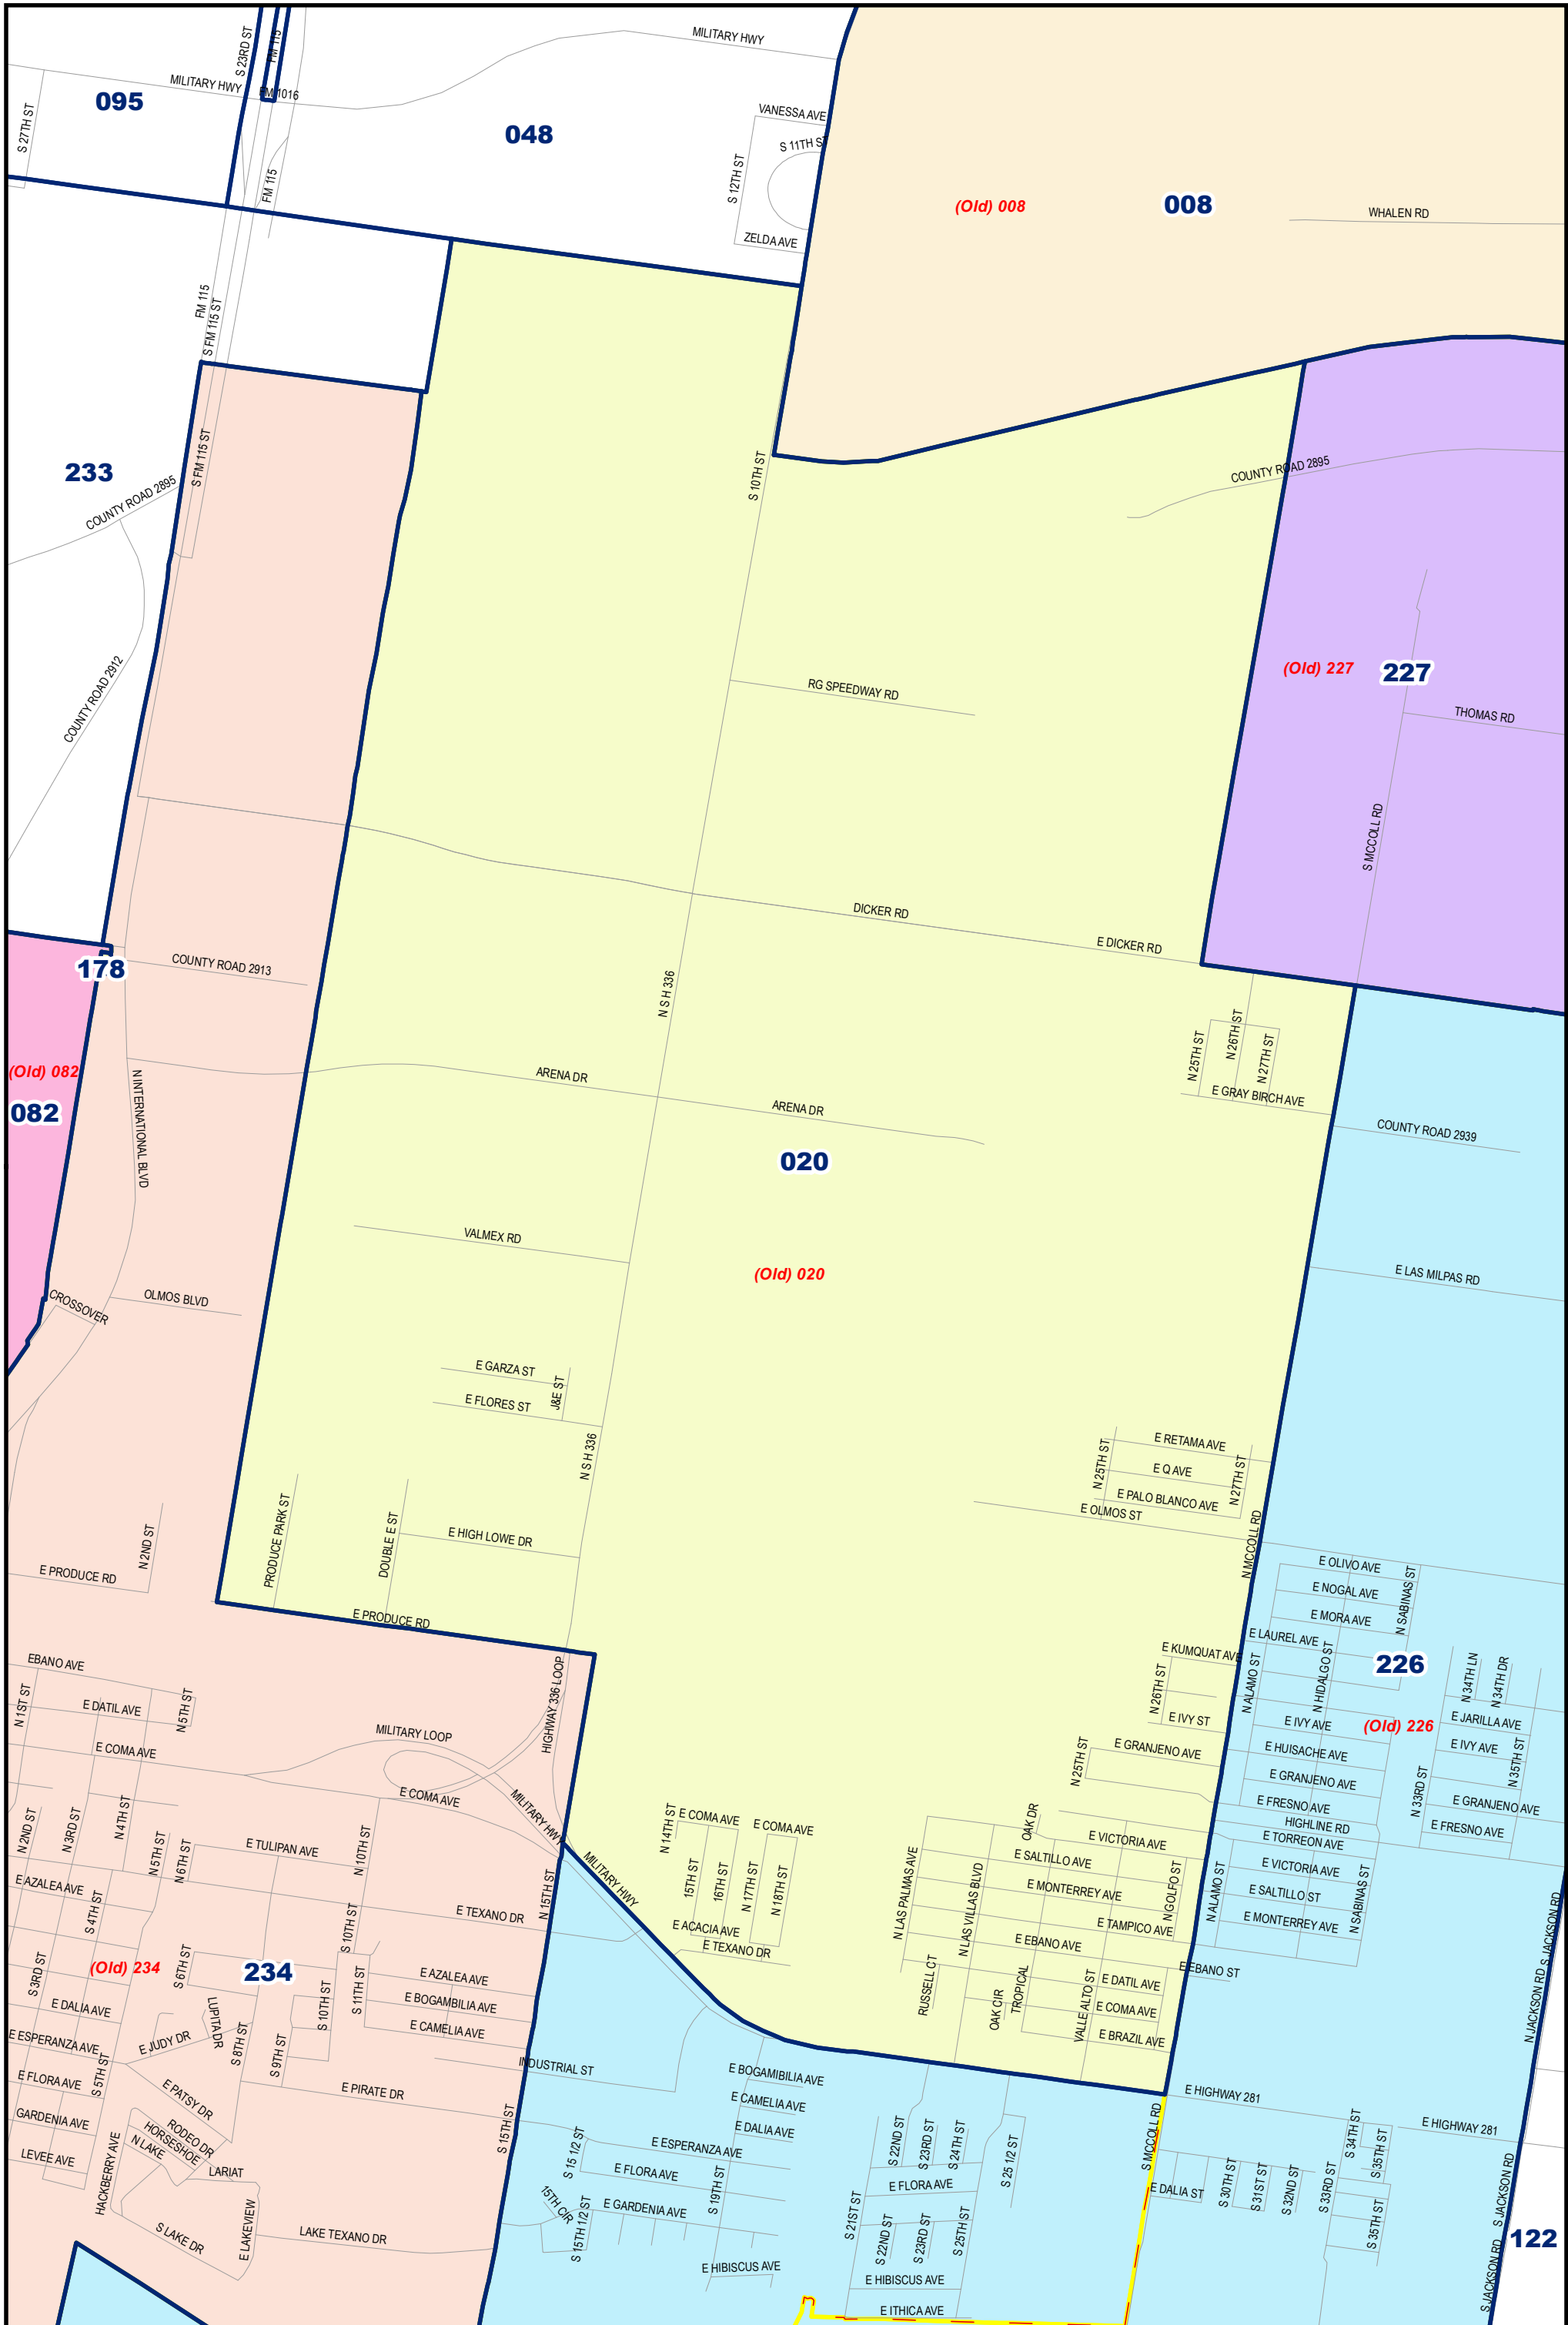 S 23RD ST
FM 115
MILITARY HWY
MILITARY HWY
FM 1016
095
S 27TH ST
048
VANESSA AVE
S 11TH ST
S 12TH ST
ZELDA AVE
FM 115
(Old) 008
008
WHALEN RD
FM 115
S FM 115 ST
S FM 115 ST
233
COUNTY ROAD 2895
S 10TH ST
COUNTY ROAD 2895
COUNTY ROAD 2912
RG SPEEDWAY RD
(Old) 227
227
THOMAS RD
S MCCOLL RD
DICKER RD
E DICKER RD
178
COUNTY ROAD 2913
N S H 336
N 25TH ST
N 26TH ST
N 27TH ST
E GRAY BIRCH AVE
(Old) 082
082
N INTERNATIONAL BLVD
ARENA DR
ARENA DR
COUNTY ROAD 2939
020
VALMEX RD
(Old) 020
E LAS MILPAS RD
CROSSOVER
OLMOS BLVD
E GARZA ST
J&E ST
E FLORES ST
N S H 336
E RETAMA AVE
N 25TH ST
E Q AVE
N 27TH ST
E PALO BLANCO AVE
E OLMOS ST
N MCCOLL RD
PRODUCE PARK ST
DOUBLE E ST
E HIGH LOWE DR
N 2ND ST
E PRODUCE RD
E PRODUCE RD
E OLIVO AVE
E NOGAL AVE
N SABINAS ST
E MORA AVE
E LAUREL AVE
E KUMQUAT AVE
226
N HIDALGO ST
N ALAMO ST
N 34TH LN
N 34TH DR
EBANO AVE
N 1ST ST
E DATIL AVE
N 5TH ST
E COMA AVE
MILITARY LOOP
HIGHWAY 336 LOOP
N 26TH ST
E IVY ST
E IVY AVE
(Old) 226
E JARILLA AVE
E IVY AVE
N 35TH ST
N 25TH ST
E GRANJENO AVE
E HUISACHE AVE
E GRANJENO AVE
N 33RD ST
E GRANJENO AVE
E FRESNO AVE
E FRESNO AVE
HIGHLINE RD
E TORREON AVE
E COMA AVE
MILITARY HWY
N 2ND ST
N 3RD ST
N 4TH ST
N 5TH ST
N 6TH ST
E TULIPAN AVE
N 10TH ST
N 14TH ST
E COMA AVE
E COMA AVE
OAK DR
E VICTORIA AVE
E VICTORIA AVE
MILITARY HWY
15TH ST
16TH ST
N 17TH ST
N 18TH ST
E SALTILLO AVE
E MONTERREY AVE
N GOLFO ST
N ALAMO ST
E SALTILLO ST
E MONTERREY AVE
N SABINAS ST
E AZALEA AVE
S 4TH ST
N 15TH ST
E TEXANO DR
S 10TH ST
E ACACIA AVE
E TEXANO DR
N LAS PALMAS AVE
N LAS VILLAS BLVD
E TAMPICO AVE
E EBANO AVE
E EBANO ST
S JACKSON RD
N JACKSON RD
(Old) 234
234
S 3RD ST
S 6TH ST
S 10TH ST
S 11TH ST
E AZALEA AVE
E BOGAMBILIA AVE
E CAMELIA AVE
E DALIA AVE
LUPITA DR
E ESPERANZA AVE
E JUDY DR
S 8TH ST
S 9TH ST
RUSSELL CT
OAK CIR
TROPICAL
VALLE ALTO ST
E DATIL AVE
E COMA AVE
E BRAZIL AVE
INDUSTRIAL ST
E FLORA AVE
S 5TH ST
E PATSY DR
E PIRATE DR
E BOGAMIBILIA AVE
E CAMELIA AVE
E DALIA AVE
E HIGHWAY 281
E HIGHWAY 281
N JACKSON RD
GARDENIA AVE
RODEO DR
HORSESHOE
N LAKE
LEVEE AVE
LARIAT
HACKBERRY AVE
S 15TH ST
S 15 1/2 ST
E ESPERANZA AVE
E FLORA AVE
S 19TH ST
S 22ND ST
S 23RD ST
S 24TH ST
S 25 1/2 ST
E FLORA AVE
S MCCOLL RD
S 34TH ST
S 35TH ST
E DALIA ST
S 30TH ST
S 31ST ST
S 32ND ST
S 33RD ST
S JACKSON RD
15TH CIR
S 15TH 1/2 ST
E GARDENIA AVE
S 21ST ST
S 22ND ST
S 23RD ST
S 25TH ST
S 35TH ST
S LAKE DR
E LAKEVIEW
LAKE TEXANO DR
122
E HIBISCUS AVE
E HIBISCUS AVE
E ITHICA AVE
S JACKSON RD